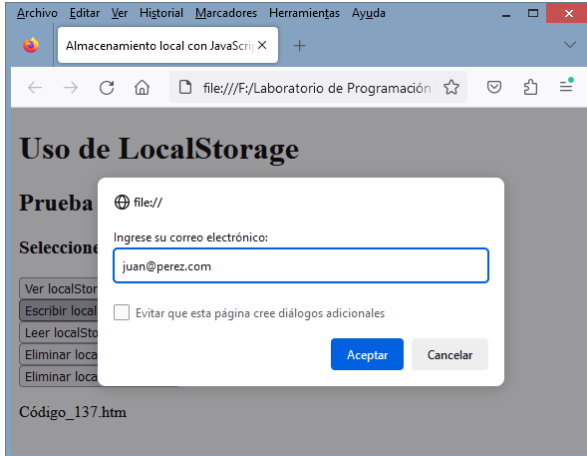 Archivo Editar Ver Historial Marcadores Herramientas Ayuda
Almacenamiento local con JavaScrip
file:///F:/Laboratorio de Programación
Uso de LocalStorage
Prueba
file://
Ingrese su correo electrónico:
Seleccione
juan@perez.com
Ver localStor
Escribir local
Evitar que esta página cree diálogos adicionales
Leer localSto
Eliminar loca
Aceptar Cancelar
Eliminar loca
Código_137.htm